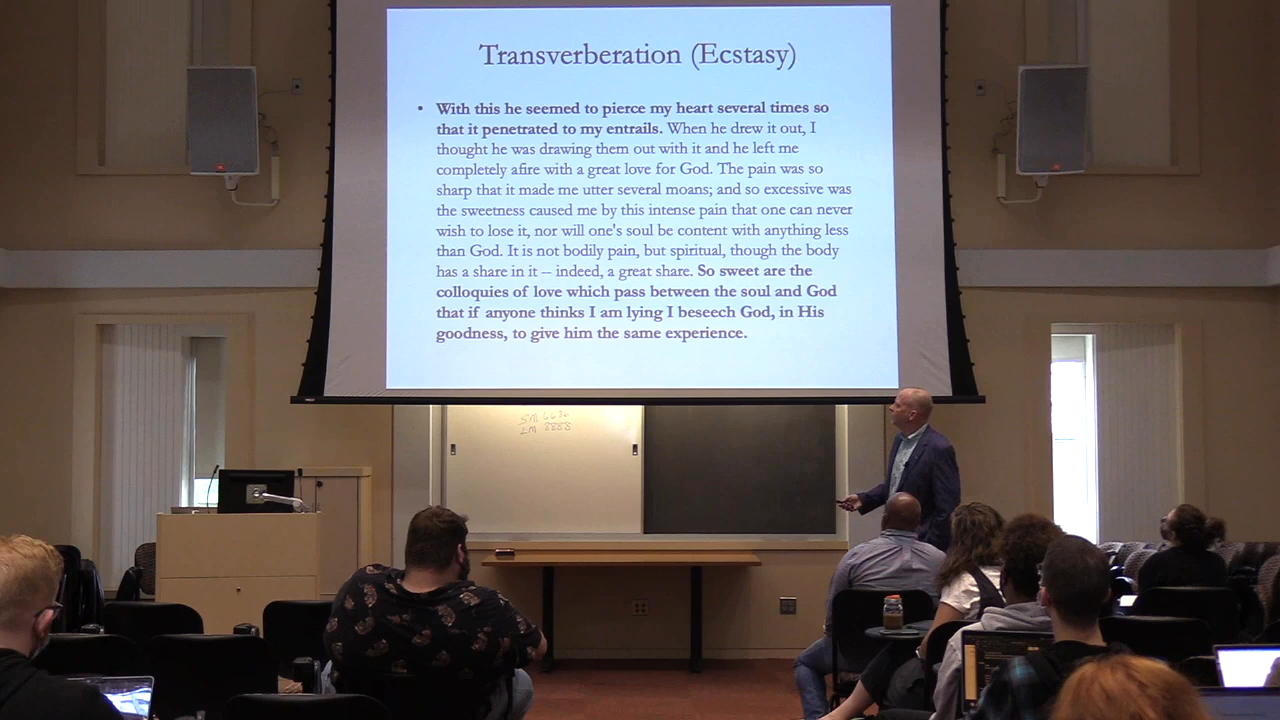 Transverberation (Ecstasy)
• With this he seemed to pierce my heart several times so
that it penetrated to my entrails. When he drew it out, I
thought he was drawing them out with it and he left me
completely afire with a great love for God. The pain was so
sharp that it made me utter several moans; and so excessive was
the sweetness caused me by this intense pain that one can never
wish to lose it, nor will one's soul be content with anything less
than God. It is not bodily pain, but spiritual, though the body
has a share in it – indeed, a great share. So sweet are the
colloquies of love which pass between the soul and God
that if anyone thinks I am lying I beseech God, in His
goodness, to give him the same experience.